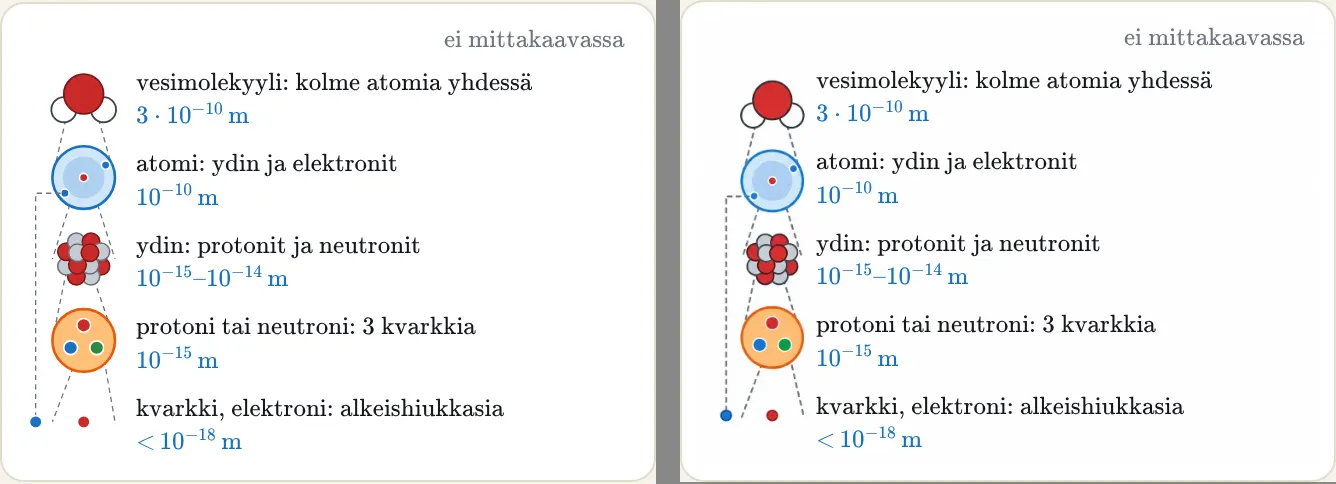 ei mittakaavassa
vesimolekyyli: kolme atomia yhdessä
3 · 10⁻¹⁰ m
atomi: ydin ja elektronit
10⁻¹⁰ m
ydin: protonit ja neutronit
10⁻¹⁵–10⁻¹⁴ m
protoni tai neutroni: 3 kvarkkia
10⁻¹⁵ m
kvarkki, elektroni: alkeishiukkasia
< 10⁻¹⁸ m
ei mittakaavassa
vesimolekyyli: kolme atomia yhdessä
3 · 10⁻¹⁰ m
atomi: ydin ja elektronit
10⁻¹⁰ m
ydin: protonit ja neutronit
10⁻¹⁵–10⁻¹⁴ m
protoni tai neutroni: 3 kvarkkia
10⁻¹⁵ m
kvarkki, elektroni: alkeishiukkasia
< 10⁻¹⁸ m